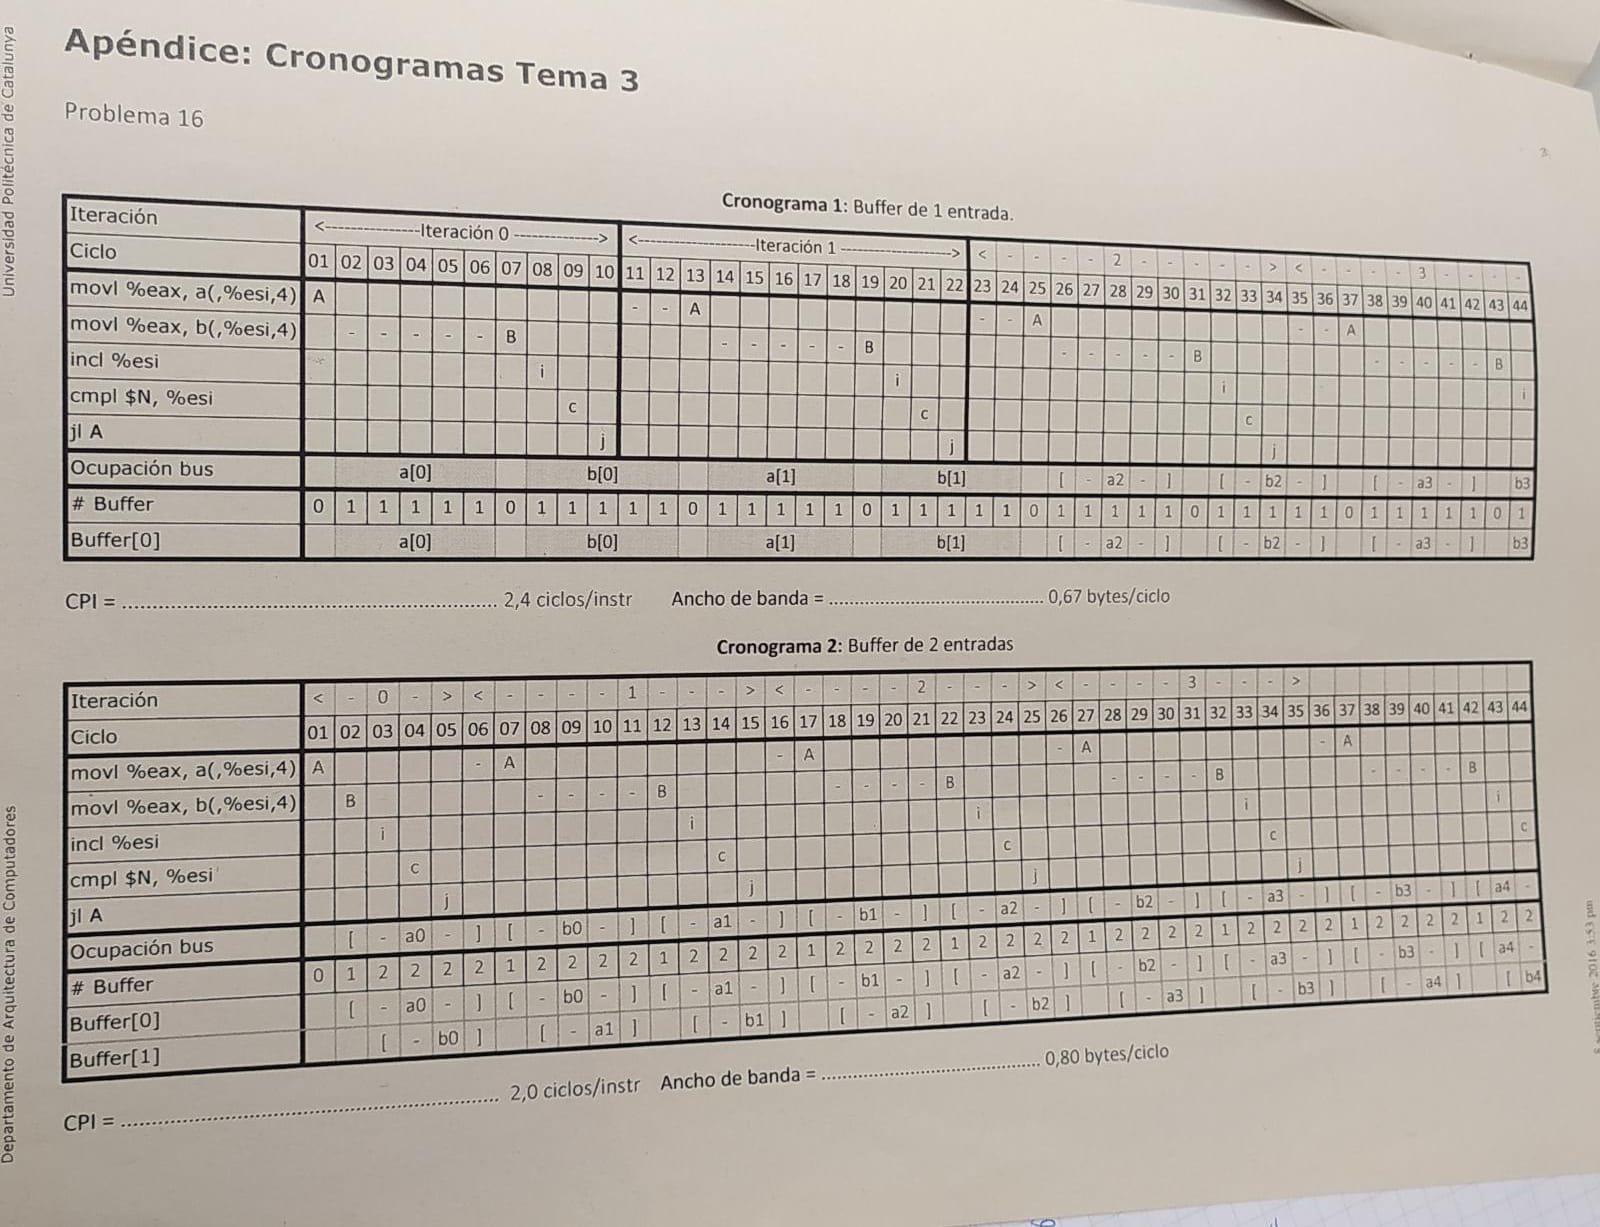 Apéndice: Cronogramas Tema 3
Problema 16
Cronograma 1: Buffer de 1 entrada.
Iteración <---------------Iteración 0 -------------> <-------------------Iteración 1 -------------------> < - - - - 2 - - - - - > < - - - - 3 - - - -
Ciclo 01 02 03 04 05 06 07 08 09 10 11 12 13 14 15 16 17 18 19 20 21 22 23 24 25 26 27 28 29 30 31 32 33 34 35 36 37 38 39 40 41 42 43 44
movl %eax, a(,%esi,4) A - - A - - A - - A
movl %eax, b(,%esi,4) - - - - - B - - - - - B - - - - - B - - - - - B
incl %esi i i i i
cmpl $N, %esi c c c
jl A j j j
Ocupación bus a[0] b[0] a[1] b[1] [ - a2 - ] [ - b2 - ] [ - a3 - ] b3
# Buffer 0 1 1 1 1 1 0 1 1 1 1 1 0 1 1 1 1 1 0 1 1 1 1 1 0 1 1 1 1 1 0 1 1 1 1 1 0 1 1 1 1 1 0 1
Buffer[0] a[0] b[0] a[1] b[1] [ - a2 - ] [ - b2 - ] [ - a3 - ] b3
CPI = ........................................................ 2,4 ciclos/instr Ancho de banda = ........................................ 0,67 bytes/ciclo
Cronograma 2: Buffer de 2 entradas
Iteración < - 0 - > < - - - - 1 - - - > < - - - - 2 - - - > < - - - - 3 - - - >
Ciclo 01 02 03 04 05 06 07 08 09 10 11 12 13 14 15 16 17 18 19 20 21 22 23 24 25 26 27 28 29 30 31 32 33 34 35 36 37 38 39 40 41 42 43 44
movl %eax, a(,%esi,4) A - A - A - A - A
movl %eax, b(,%esi,4) B - - - - B - - - - B - - - - B - - - - B
incl %esi i i i i i
cmpl $N, %esi c c c c c
jl A j j j j
Ocupación bus [ - a0 - ] [ - b0 - ] [ - a1 - ] [ - b1 - ] [ - a2 - ] [ - b2 - ] [ - a3 - ] [ - b3 - ] [ a4 -
# Buffer 0 1 2 2 2 2 1 2 2 2 2 1 2 2 2 2 1 2 2 2 2 1 2 2 2 2 1 2 2 2 2 1 2 2 2 2 1 2 2 2 2 1 2 2
Buffer[0] [ - a0 - ] [ - b0 - ] [ - a1 - ] [ - b1 - ] [ - a2 - ] [ - b2 - ] [ - a3 - ] [ - b3 - ] [ a4 -
Buffer[1] [ - b0 ] [ - a1 ] [ - b1 ] [ - a2 ] [ - b2 ] [ - a3 ] [ - b3 ] [ - a4 ] [ b4
CPI = ........................................................ 2,0 ciclos/instr Ancho de banda = ........................................ 0,80 bytes/ciclo
Universidad Politécnica de Catalunya
Departamento de Arquitectura de Computadores
septiembre 2016 3:53 pm